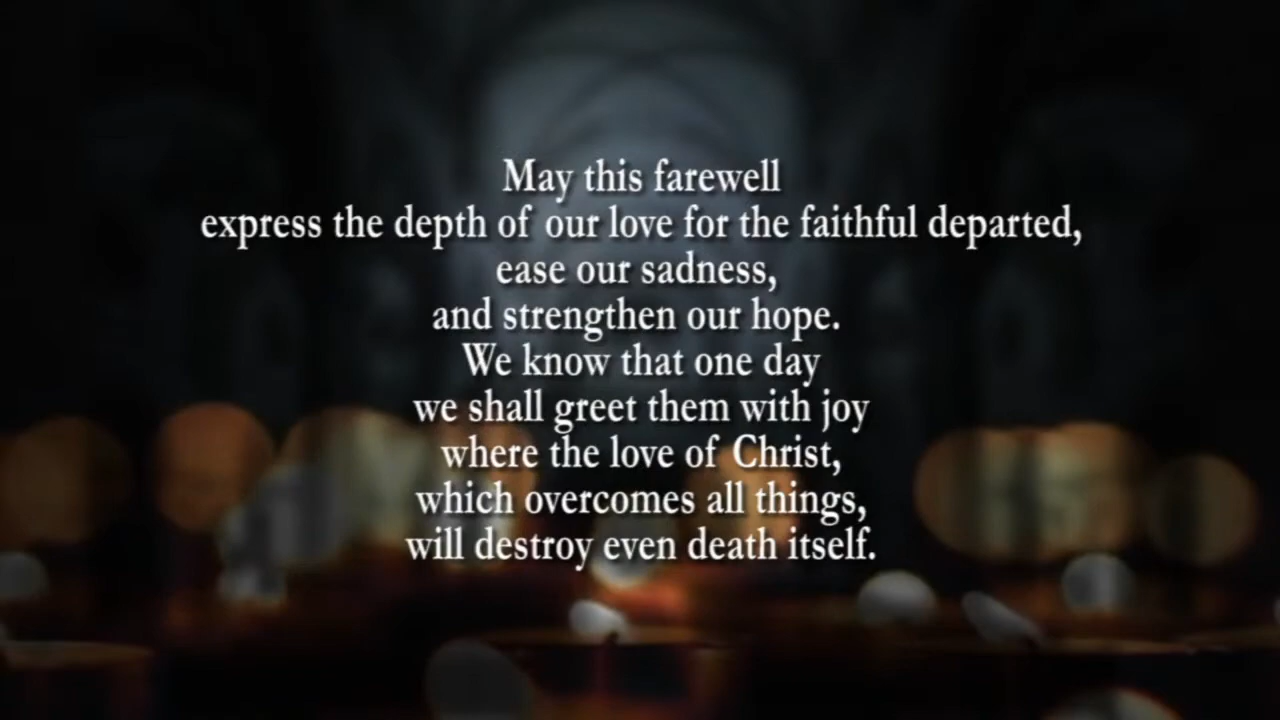 May this farewell
express the depth of our love for the faithful departed,
ease our sadness,
and strengthen our hope.
We know that one day
we shall greet them with joy
where the love of Christ,
which overcomes all things,
will destroy even death itself.